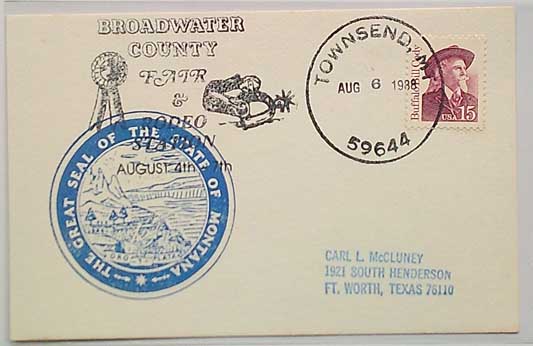 BROADWATER
COUNTY
FAIR
&
RODEO
STATION
AUGUST 4th 7th
TOWNSEND, MT
AUG 6 1988
59644
Buffalo Bill Cody
USA 15
THE GREAT SEAL OF THE STATE OF MONTANA
ORO Y PLATA
CARL L. McCLUNEY
1921 SOUTH HENDERSON
FT. WORTH, TEXAS 76110